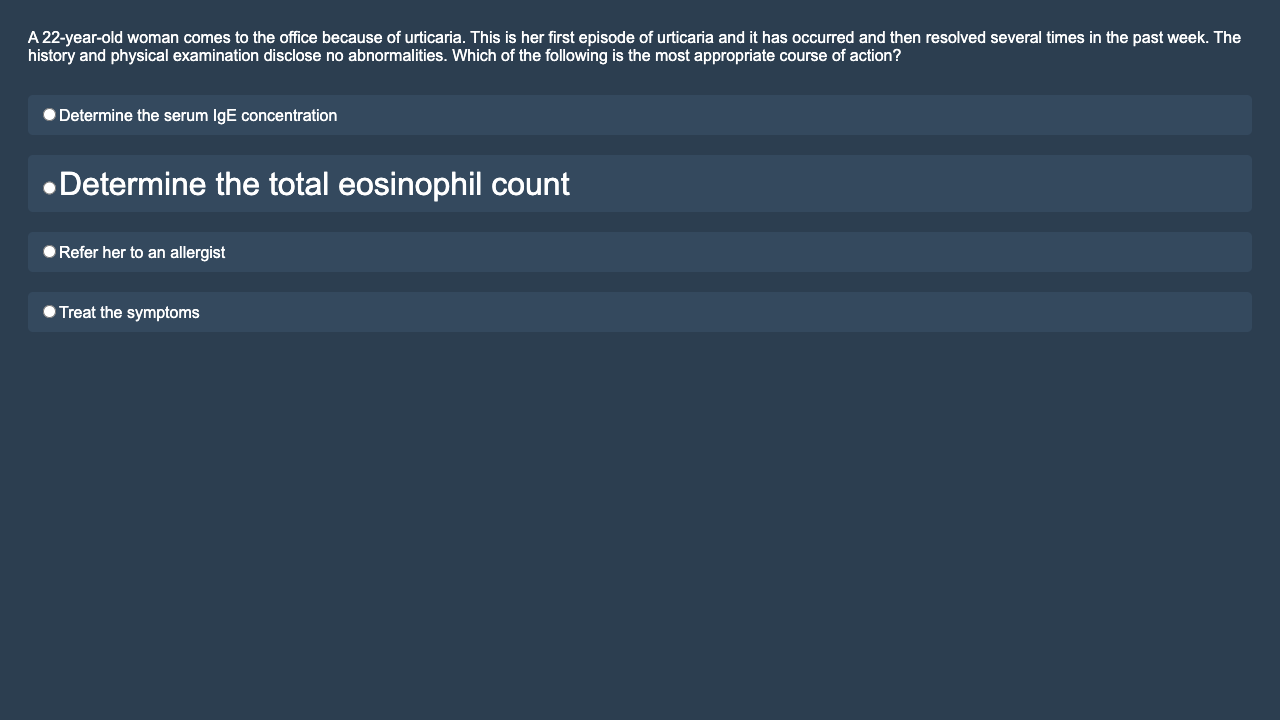 A 22-year-old woman comes to the office because of urticaria. This is her first episode of urticaria and it has occurred and then resolved several times in the past week. The
history and physical examination disclose no abnormalities. Which of the following is the most appropriate course of action?
Determine the serum IgE concentration
Determine the total eosinophil count
Refer her to an allergist
Treat the symptoms